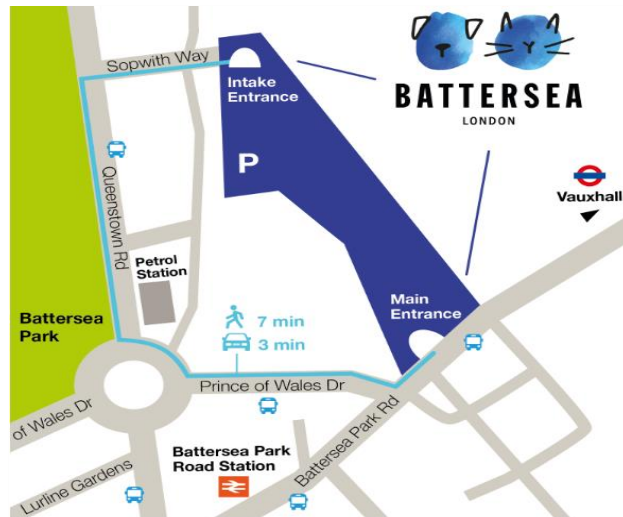 Sopwith Way
Intake
Entrance
P
BATTERSEA
LONDON
Vauxhall
Queenstown Rd
Petrol
Station
Battersea
Park
Main
Entrance
7 min
3 min
Prince of Wales Dr
of Wales Dr
Battersea Park Rd
Battersea Park
Road Station
Lurline Gardens